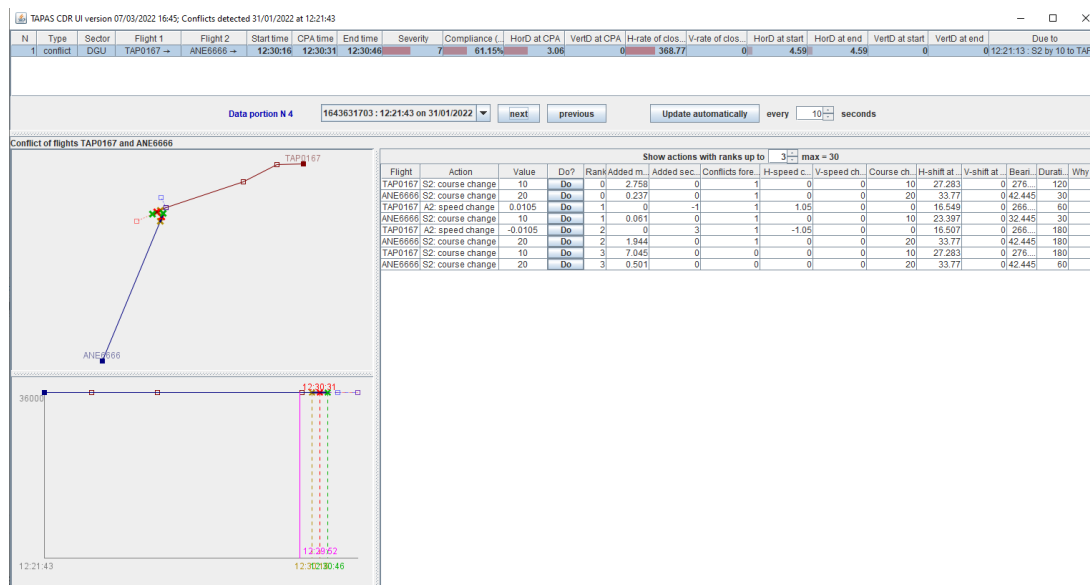 TAPAS CDR UI version 07/03/2022 16:45; Conflicts detected 31/01/2022 at 12:21:43
N Type Sector Flight 1 Flight 2 Start time CPA time End time Severity Compliance (... HorD at CPA VertD at CPA H-rate of clos... V-rate of clos... HorD at start HorD at end VertD at start VertD at end Due to
1 conflict DGU TAP0167 → ANE6666 → 12:30:16 12:30:31 12:30:46 7 61.15% 3.06 0 368.77 0 4.59 4.59 0 0 12:21:13 : S2 by 10 to TAP
Data portion N 4 1643631703 : 12:21:43 on 31/01/2022 next previous Update automatically every 10 seconds
Conflict of flights TAP0167 and ANE6666
TAP0167
ANE6666
36000
12:30:31
12:29:52
12:21:43 12:30:46
Show actions with ranks up to 3 max = 30
Flight Action Value Do? Rank Added m... Added sec... Conflicts fore... H-speed c... V-speed ch... Course ch... H-shift at ... V-shift at ... Beari... Durati... Why
TAP0167 S2: course change 10 Do 0 2.758 0 1 0 0 10 27.283 0 276.... 120
ANE6666 S2: course change 20 Do 0 0.237 0 1 0 0 20 33.77 0 42.445 30
TAP0167 A2: speed change 0.0105 Do 1 0 -1 1 1.05 0 0 16.549 0 266.... 60
ANE6666 S2: course change 10 Do 1 0.061 0 1 0 0 10 23.397 0 32.445 30
TAP0167 A2: speed change -0.0105 Do 2 0 3 1 -1.05 0 0 16.507 0 266.... 180
ANE6666 S2: course change 20 Do 2 1.944 0 1 0 0 20 33.77 0 42.445 180
TAP0167 S2: course change 10 Do 3 7.045 0 0 0 0 10 27.283 0 276.... 180
ANE6666 S2: course change 20 Do 3 0.501 0 0 0 0 20 33.77 0 42.445 60